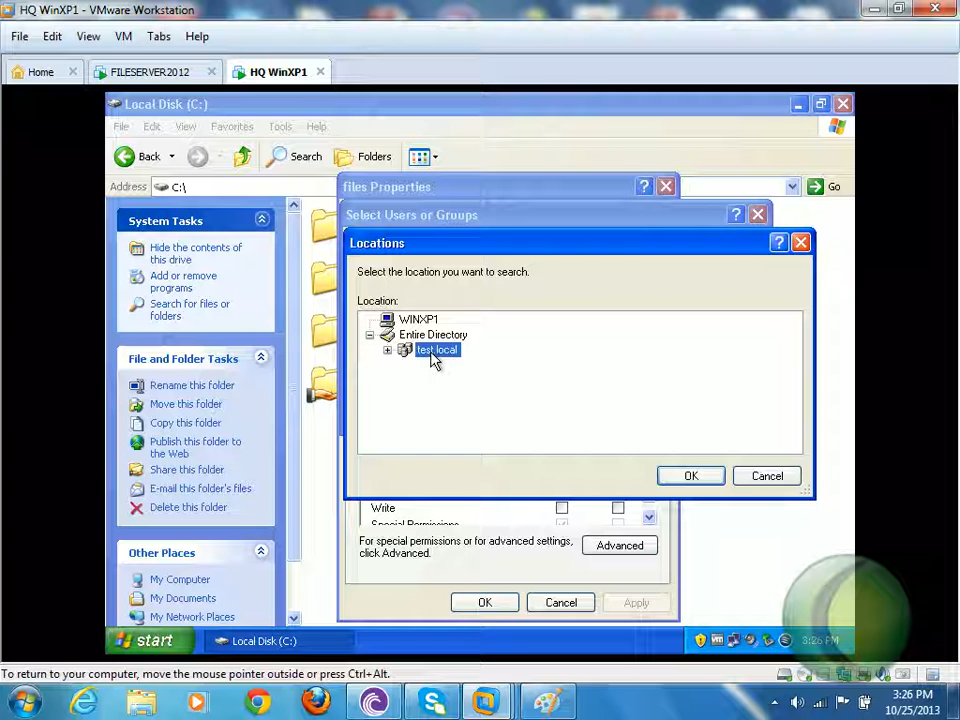 HQ WinXP1 - VMware Workstation
File Edit View VM Tabs Help
Home FILESERVER2012 HQ WinXP1
Local Disk (C:)
File Edit View Favorites Tools Help
Back Search Folders
Address C:\ Go
files Properties
Select Users or Groups
Locations
Select the location you want to search.
Location:
WINXP1
Entire Directory
test.local
OK Cancel
System Tasks
Hide the contents of
this drive
Add or remove
programs
Search for files or
folders
File and Folder Tasks
Rename this folder
Move this folder
Copy this folder
Publish this folder to
the Web
Share this folder
E-mail this folder's files
Delete this folder
Other Places
My Computer
My Documents
My Network Places
Write
Special Permissions
For special permissions or for advanced settings,
click Advanced.
Advanced
OK Cancel Apply
start Local Disk (C:) 3:26 PM
To return to your computer, move the mouse pointer outside or press Ctrl+Alt.
3:26 PM
10/25/2013